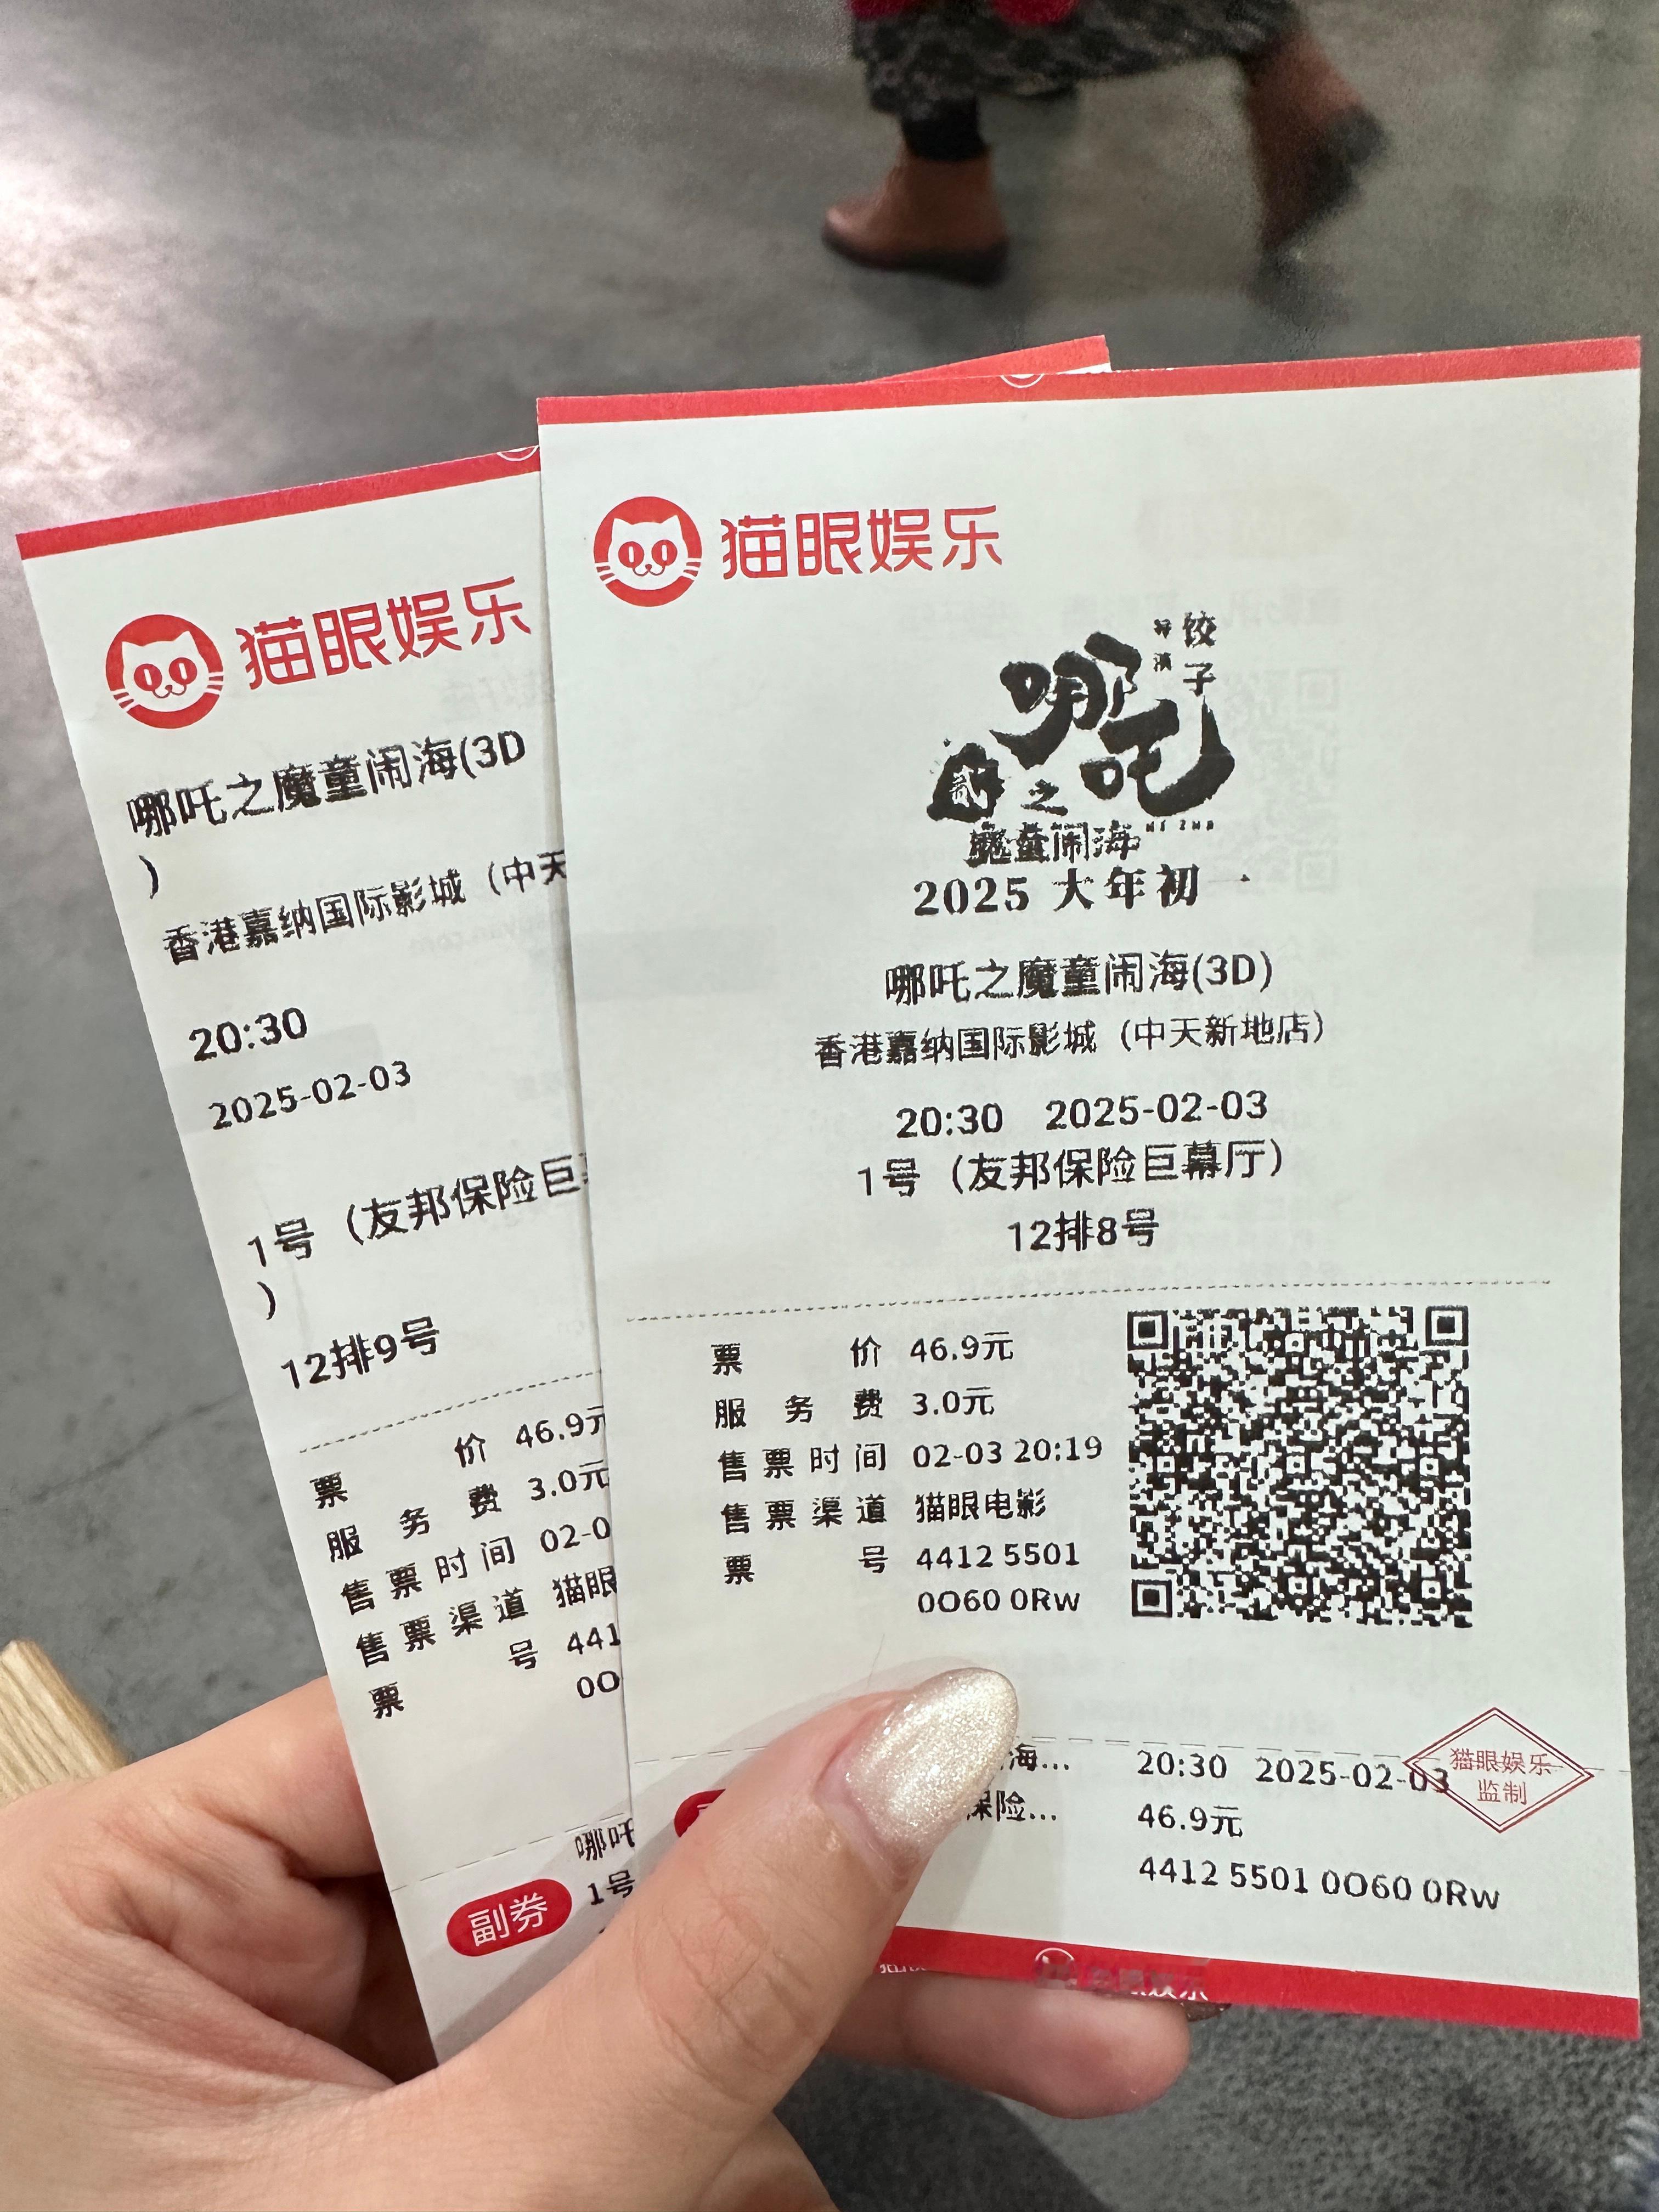 猫眼娱乐
哪吒之魔童闹海(3D
)
香港嘉纳国际影城（中天
20:30
2025-02-03
1号（友邦保险巨
）
12排9号
票价 46.9元
服务费 3.0元
售票时间 02-0
售票渠道 猫眼
票号 441
0O
副券
哪吒
1号
猫眼娱乐
导演 饺子
哪吒
贰 之
NE ZHA
魔童闹海
2025 大年初一
哪吒之魔童闹海(3D)
香港嘉纳国际影城（中天新地店）
20:30 2025-02-03
1号（友邦保险巨幕厅）
12排8号
票价 46.9元
服务费 3.0元
售票时间 02-03 20:19
售票渠道 猫眼电影
票号 4412 5501
0O60 0Rw
海... 20:30 2025-02-03
保险... 46.9元
4412 5501 0O60 0Rw
猫眼娱乐
监制